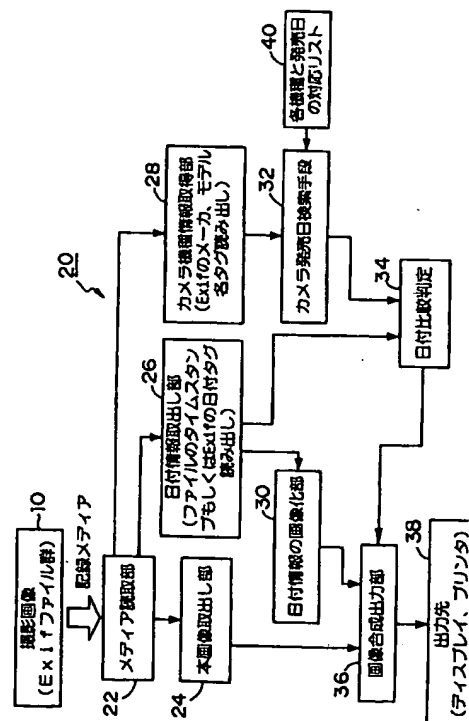 10
撮影画像
(Exifファイル群)
記録メディア
20
22
メディア読取部
24
本画像取出し部
26
日付情報取出し部
(ファイルのタイムスタン
プもしくはExifの日付タグ
読み出し)
28
カメラ機種情報取得部
(Exifのメーカ、モデル
名タグ読み出し)
30
日付情報の画像化部
32
カメラ発売日検索手段
40
各機種と発売日
の対応リスト
34
日付比較判定
36
画像合成出力部
38
出力先
(ディスプレイ、プリンタ)